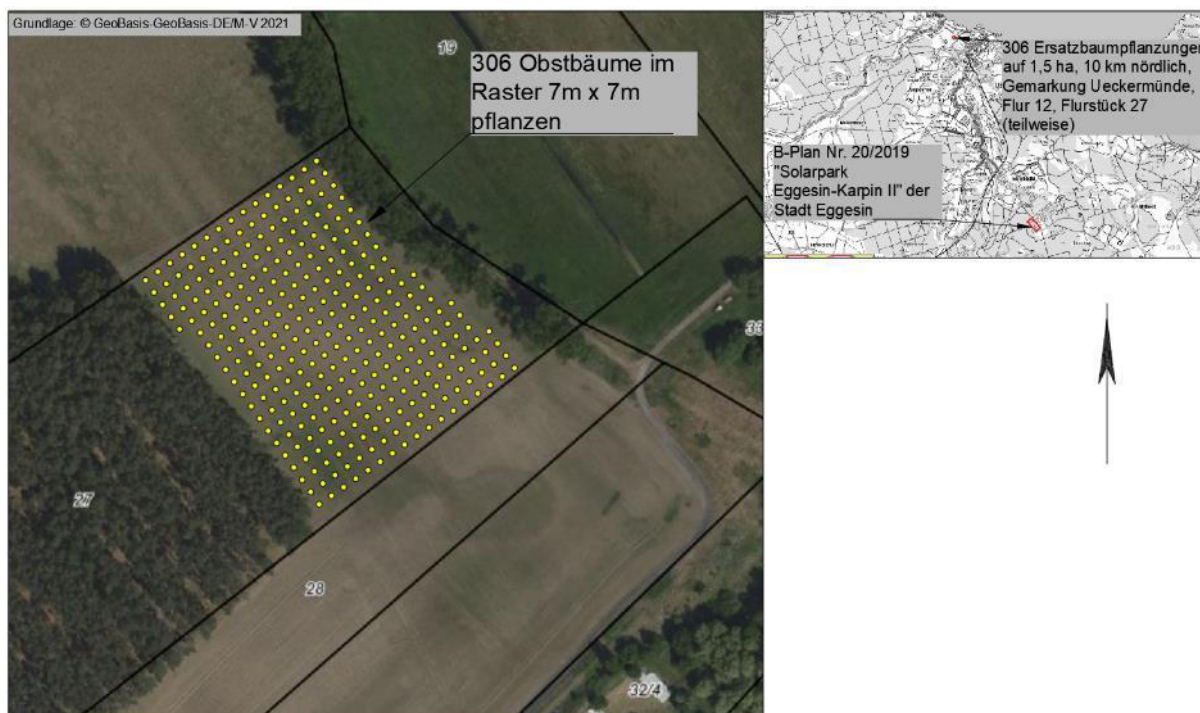 Grundlage: © GeoBasis-GeoBasis-DE/M-V 2021
19
306 Obstbäume im
Raster 7m x 7m
pflanzen
27
28
32/4
33
306 Ersatzbaumpflanzungen
auf 1,5 ha, 10 km nördlich,
Gemarkung Ueckermünde,
Flur 12, Flurstück 27
(teilweise)
B-Plan Nr. 20/2019
"Solarpark
Eggesin-Karpin II" der
Stadt Eggesin